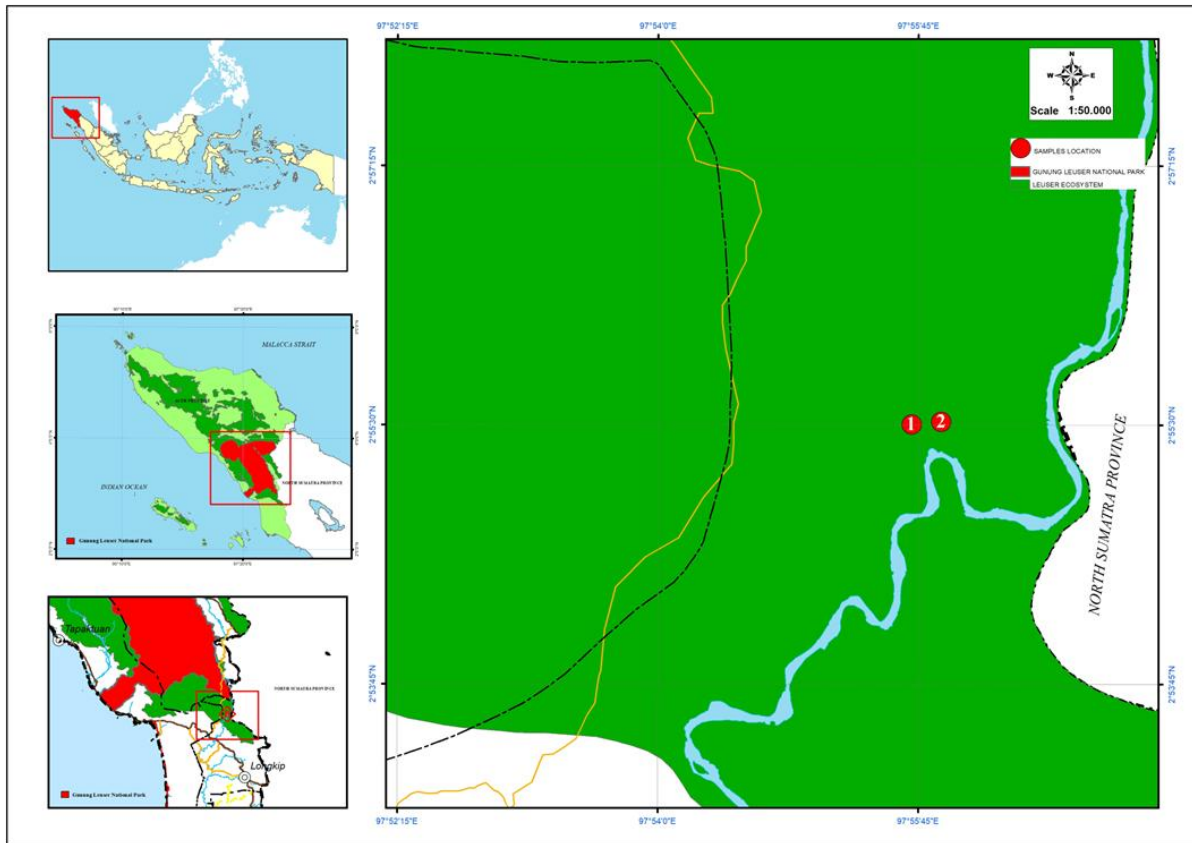 97°52'15"E
97°54'0"E
97°55'45"E
N
W E
S
Scale 1:50.000
SAMPLES LOCATION
GUNUNG LEUSER NATIONAL PARK
LEUSER ECOSYSTEM
2°57'15"N
2°57'15"N
2°55'30"N
2°55'30"N
2°53'45"N
2°53'45"N
1
2
NORTH SUMATRA PROVINCE
97°52'15"E
97°54'0"E
97°55'45"E
MALACCA STRAIT
INDIAN OCEAN
NORTH SUMATRA PROVINCE
Gunung Leuser National Park
Tapaktuan
NORTH SUMATRA PROVINCE
Longkip
Gunung Leuser National Park